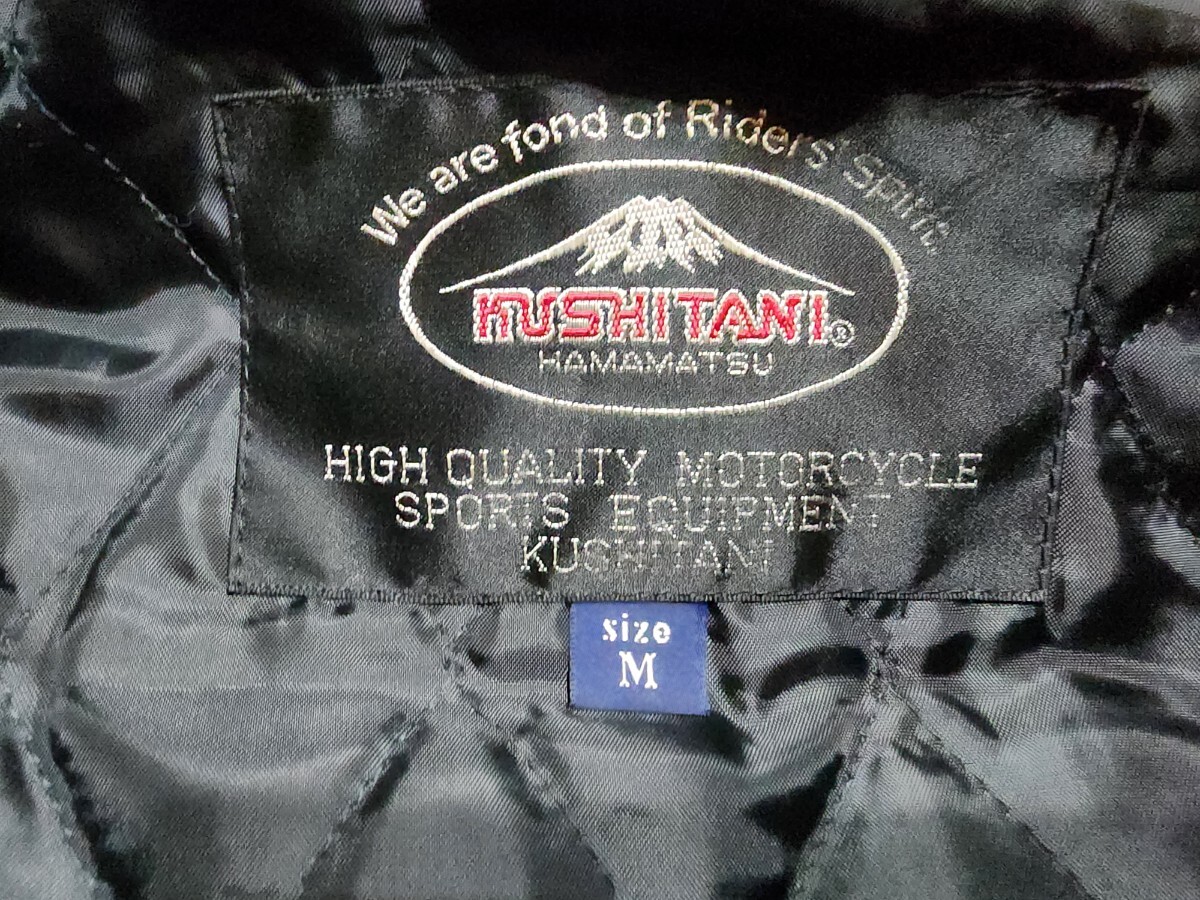 We are fond of Riders' Spirit
KUSHITANI®
HAMAMATSU
HIGH QUALITY MOTORCYCLE
SPORTS EQUIPMENT
KUSHITANI
size
M